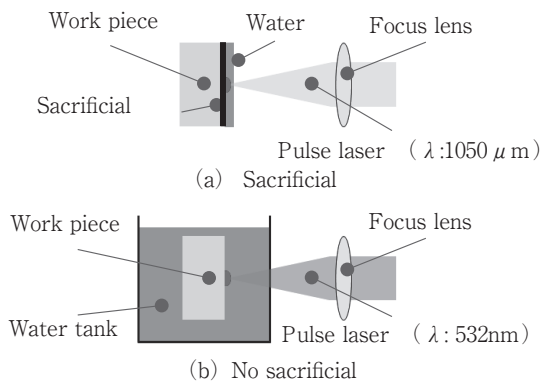 Work piece
Water
Focus lens
Sacrificial
Pulse laser （λ:1050 μm）
(a) Sacrificial
Work piece
Focus lens
Water tank
Pulse laser （λ: 532nm）
(b) No sacrificial